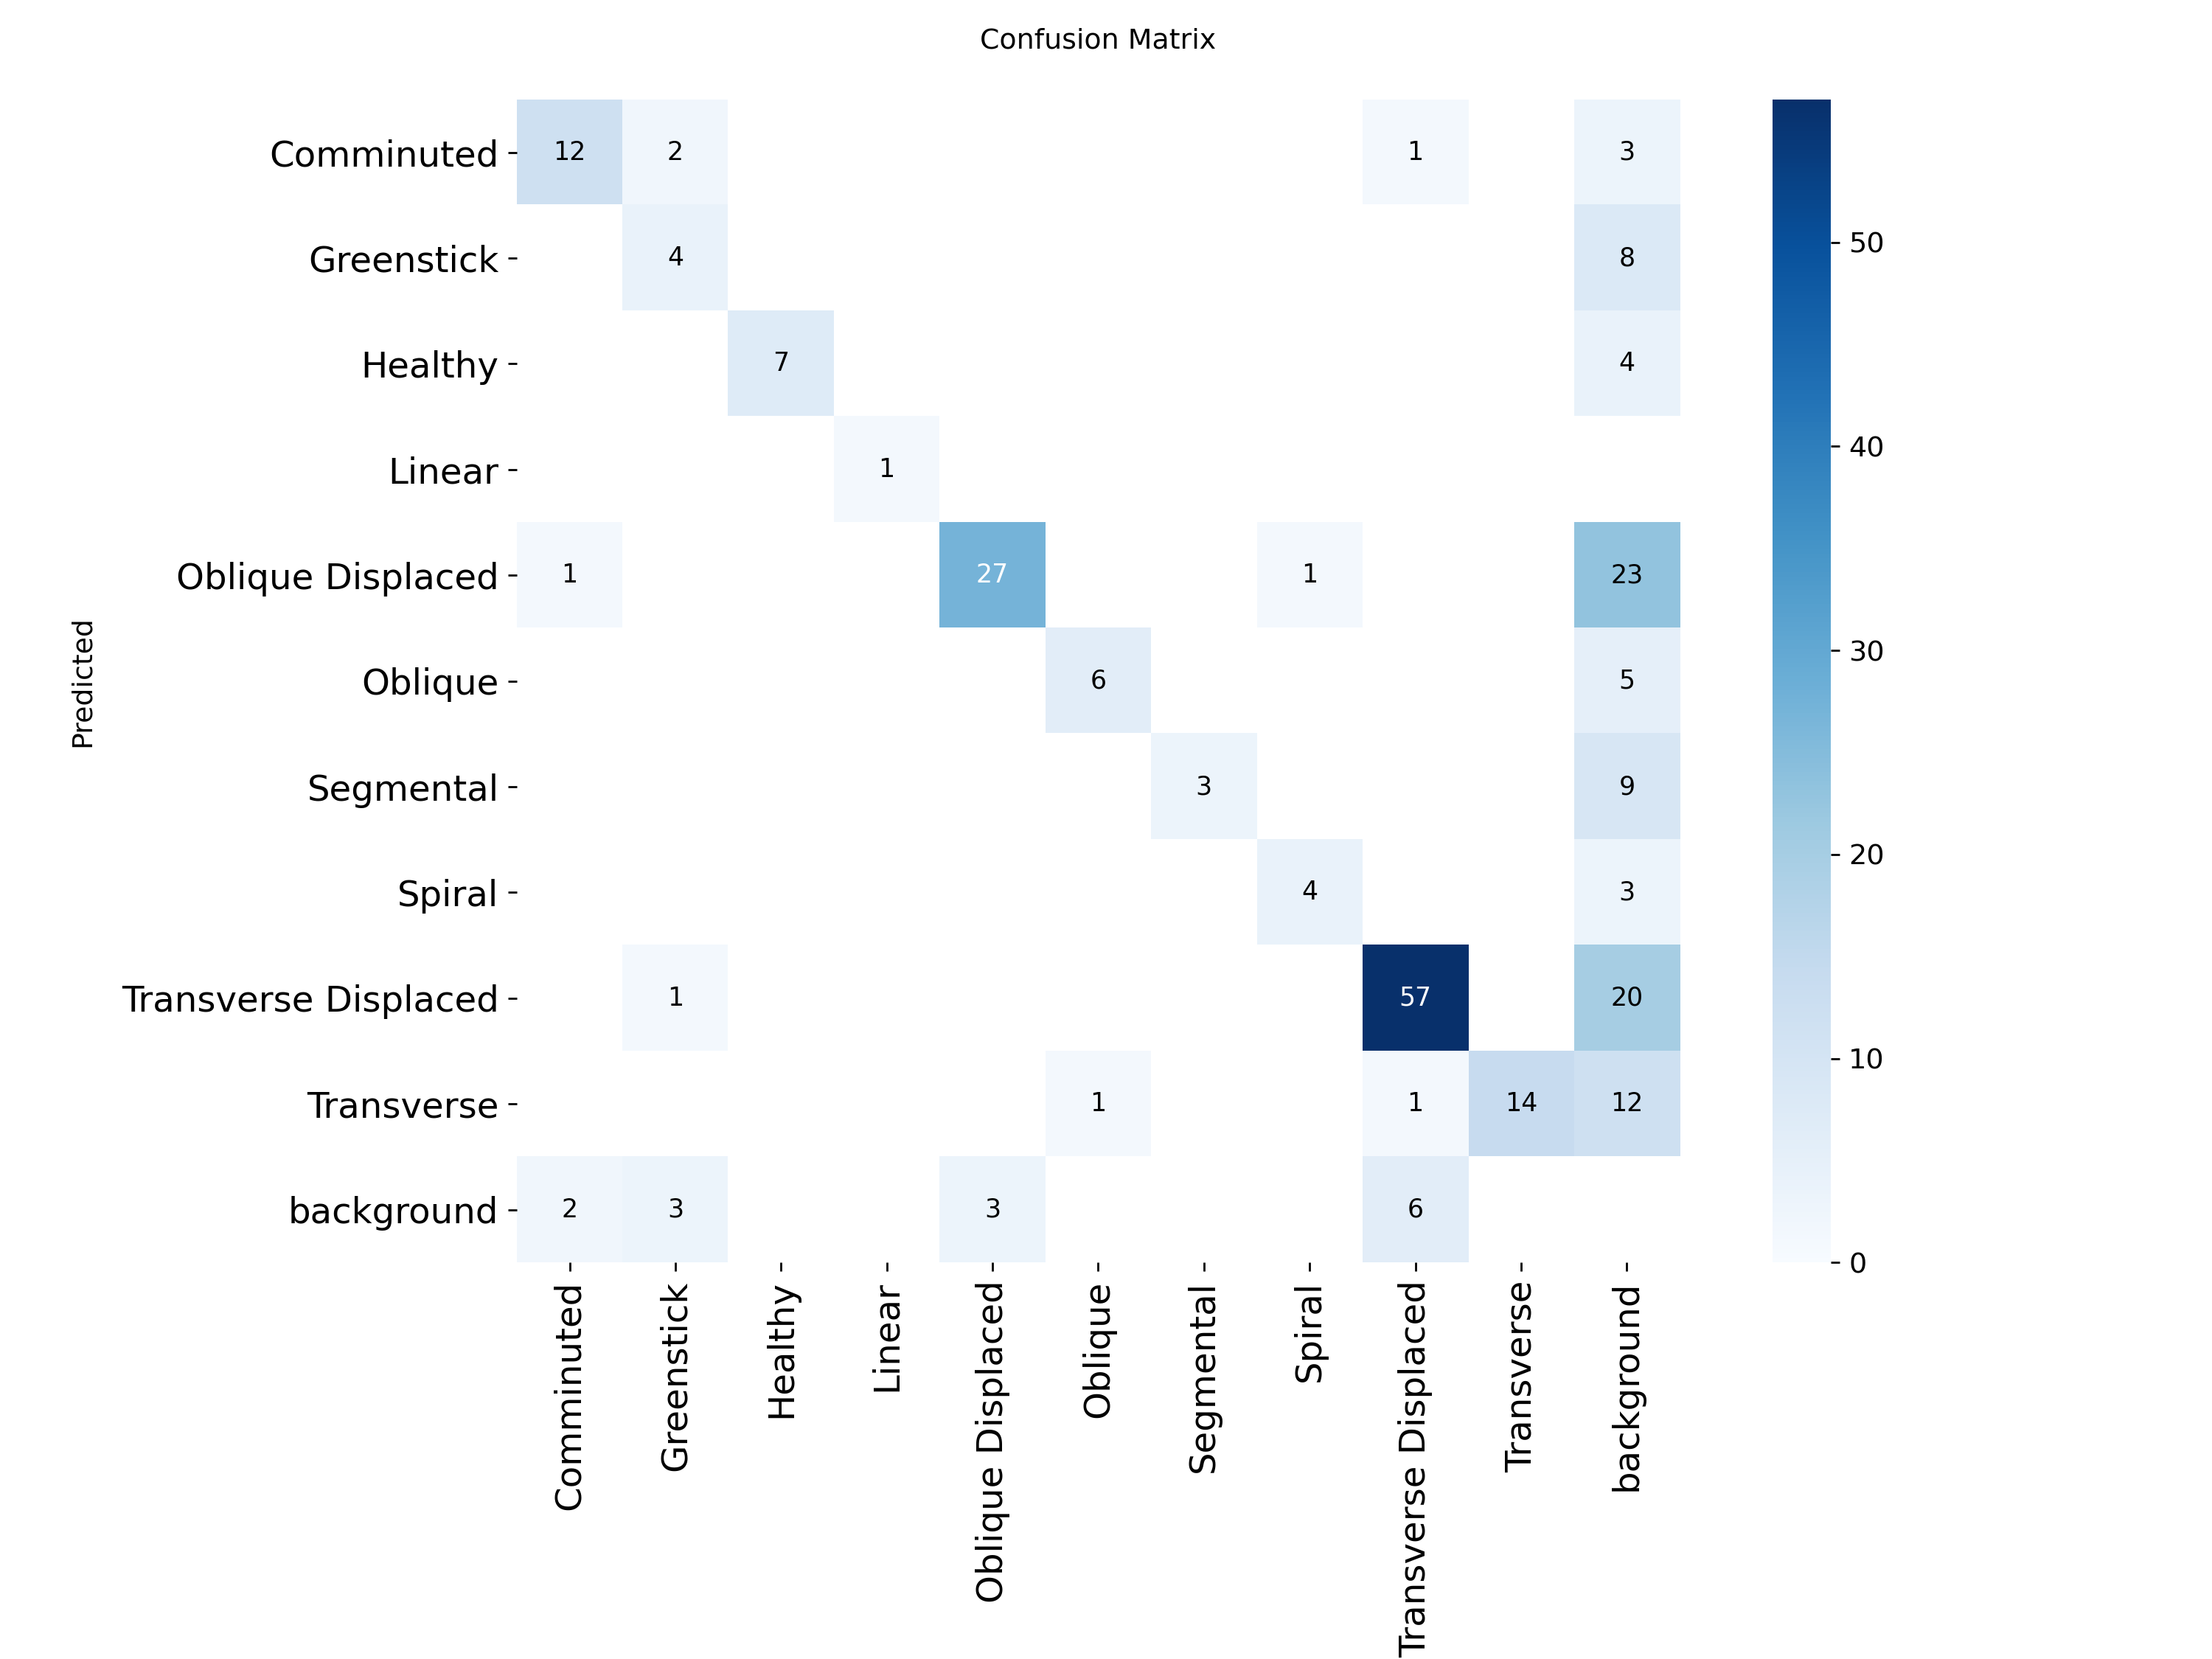 Confusion Matrix
Predicted
Comminuted 12 2 1 3
Greenstick 4 8
Healthy 7 4
Linear 1
Oblique Displaced 1 27 1 23
Oblique 6 5
Segmental 3 9
Spiral 4 3
Transverse Displaced 1 57 20
Transverse 1 1 14 12
background 2 3 3 6
Comminuted
Greenstick
Healthy
Linear
Oblique Displaced
Oblique
Segmental
Spiral
Transverse Displaced
Transverse
background
50
40
30
20
10
0